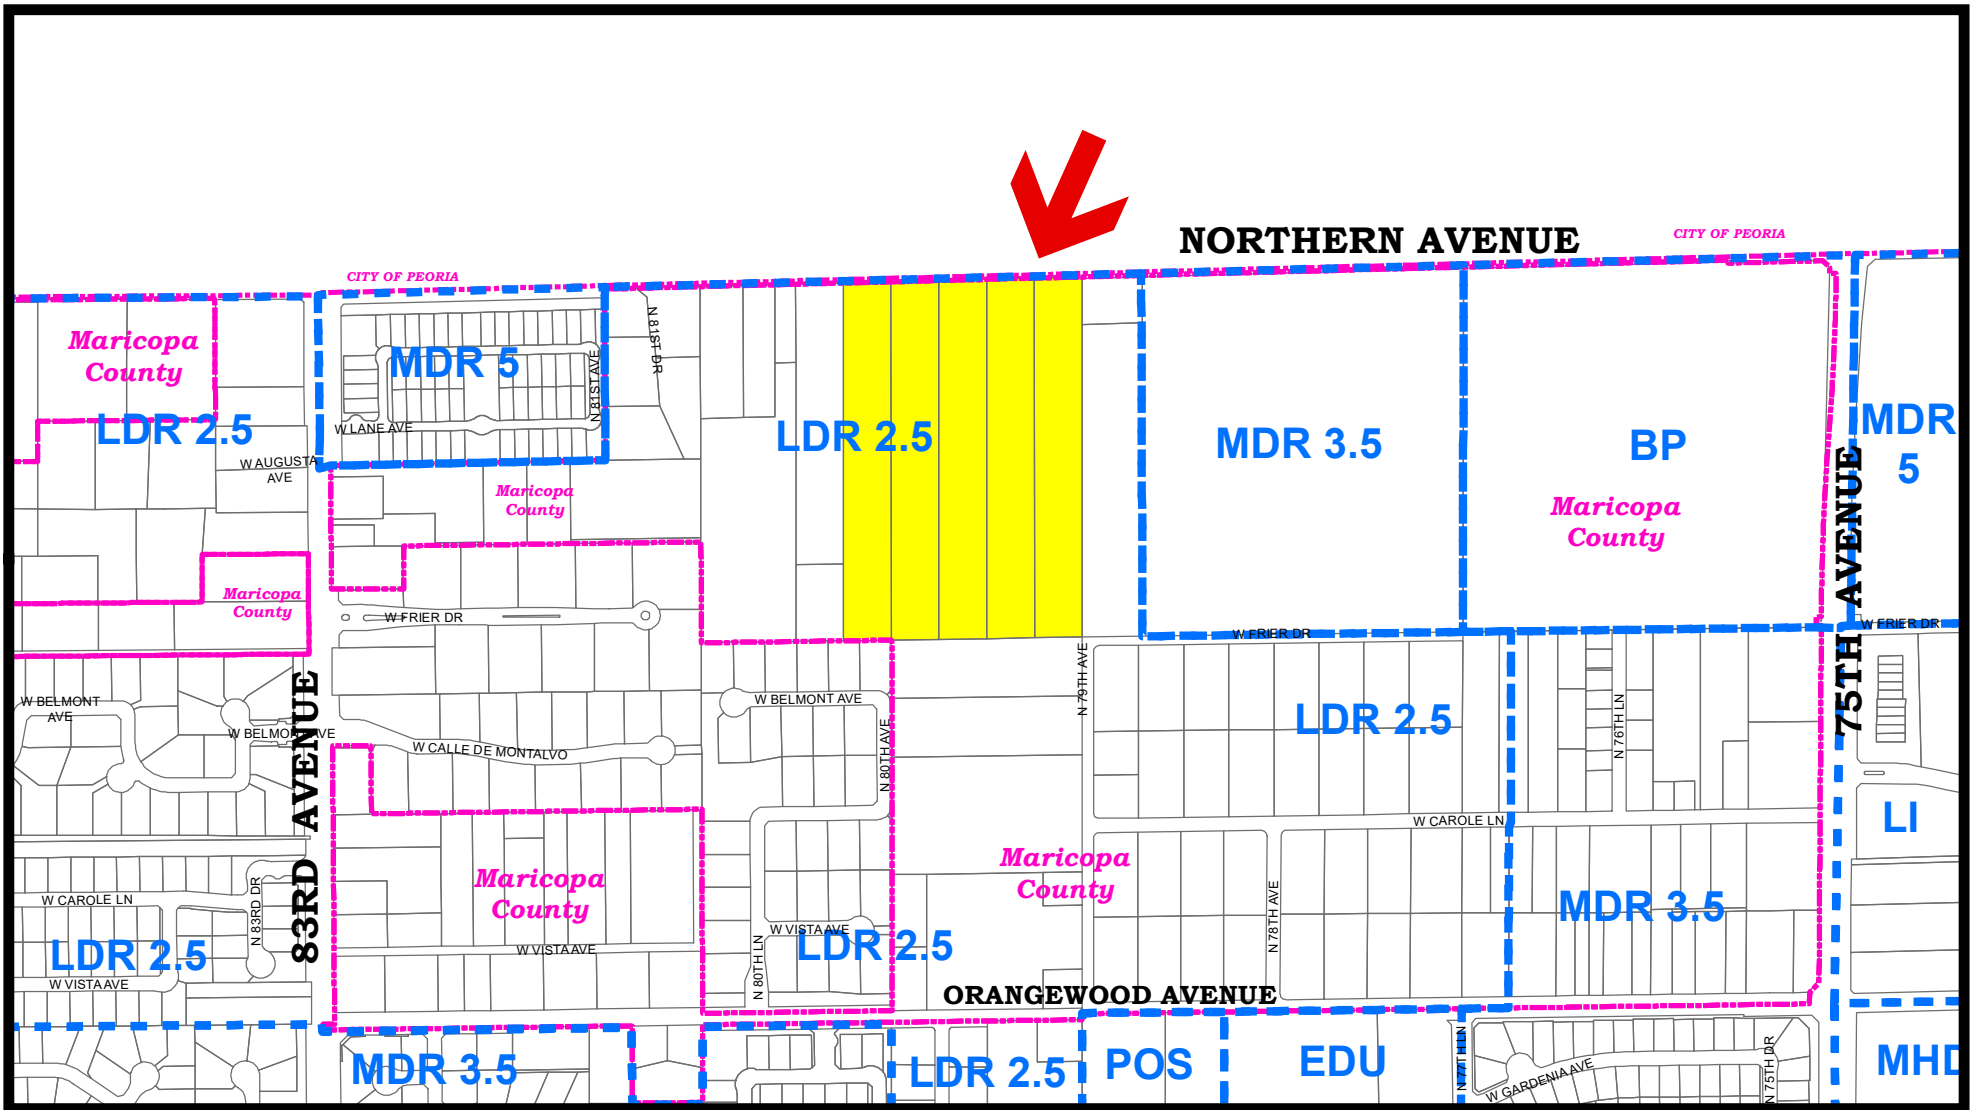 NORTHERN AVENUE
CITY OF PEORIA
CITY OF PEORIA
Maricopa
County
LDR 2.5
MDR 5
N 81ST AVE
N 81ST DR
W LANE AVE
W AUGUSTA
AVE
LDR 2.5
MDR 3.5
BP
MDR
5
Maricopa
County
Maricopa
County
75TH AVENUE
Maricopa
County
W FRIER DR
W FRIER DR
W FRIER DR
W BELMONT
AVE
W BELMONT AVE
83RD AVENUE
W CALLE DE MONTALVO
W BELMONT AVE
N 80TH AVE
N 79TH AVE
LDR 2.5
N 76TH LN
W CAROLE LN
LI
Maricopa
County
Maricopa
County
MDR 3.5
N 78TH AVE
W CAROLE LN
N 83RD DR
LDR 2.5
W VISTA AVE
W VISTA AVE
W VISTA AVE
LDR 2.5
N 80TH LN
ORANGEWOOD AVENUE
MDR 3.5
LDR 2.5
POS
EDU
N 77TH LN
W GARDENIA AVE
N 75TH DR
MHD